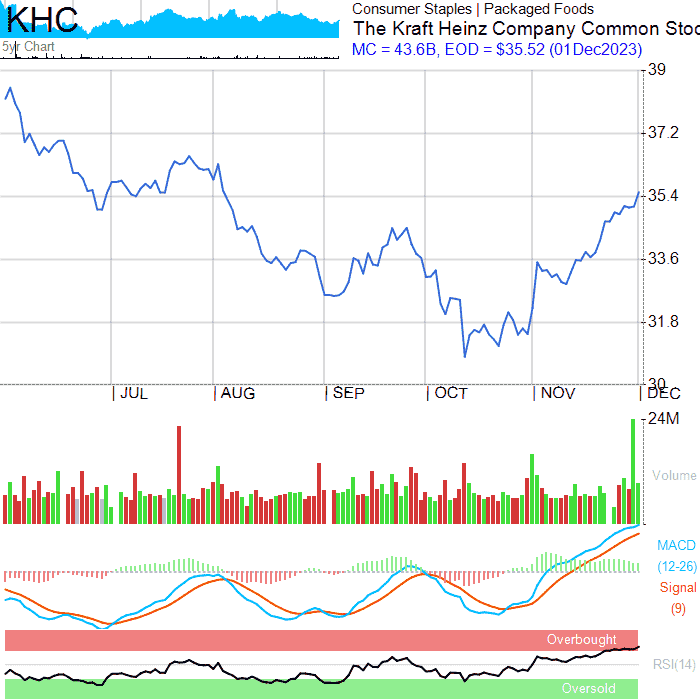 KHC
5yr Chart
Consumer Staples | Packaged Foods
The Kraft Heinz Company Common Stoc
MC = 43.6B, EOD = $35.52 (01Dec2023)
39
37.2
35.4
33.6
31.8
30
JUL AUG SEP OCT NOV DEC
24M
Volume
MACD
(12-26)
Signal
(9)
Overbought
RSI(14)
Oversold